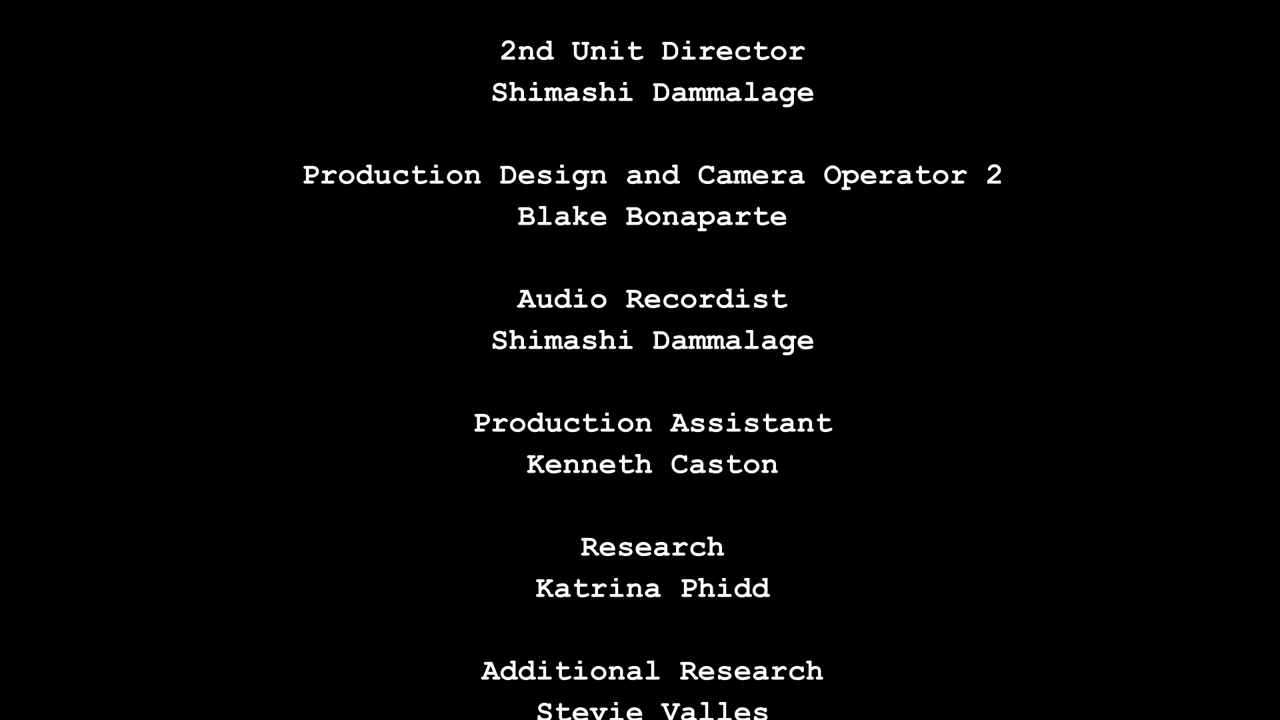 2nd Unit Director
Shimashi Dammalage
Production Design and Camera Operator 2
Blake Bonaparte
Audio Recordist
Shimashi Dammalage
Production Assistant
Kenneth Caston
Research
Katrina Phidd
Additional Research
Stevie Valles